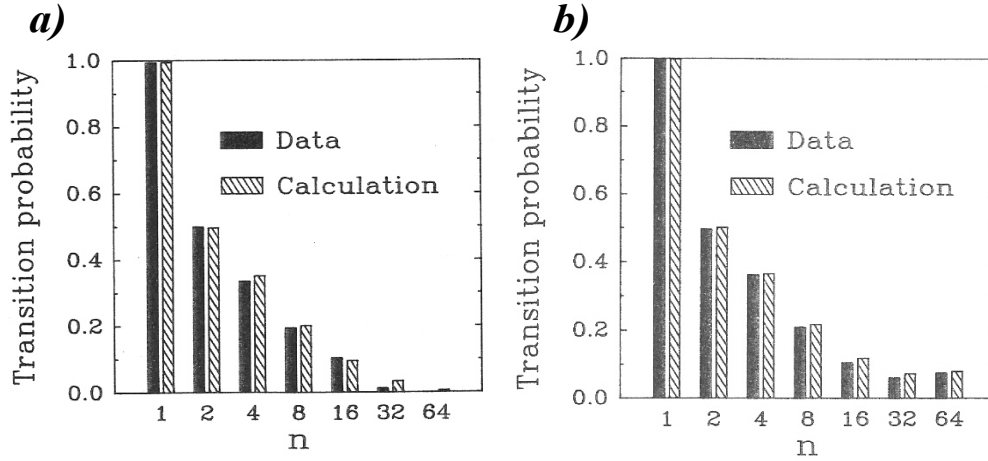 a)
Transition probability
1.0
0.8
0.6
0.4
0.2
0.0
Data
Calculation
1 2 4 8 16 32 64
n
b)
Transition probability
1.0
0.8
0.6
0.4
0.2
0.0
Data
Calculation
1 2 4 8 16 32 64
n